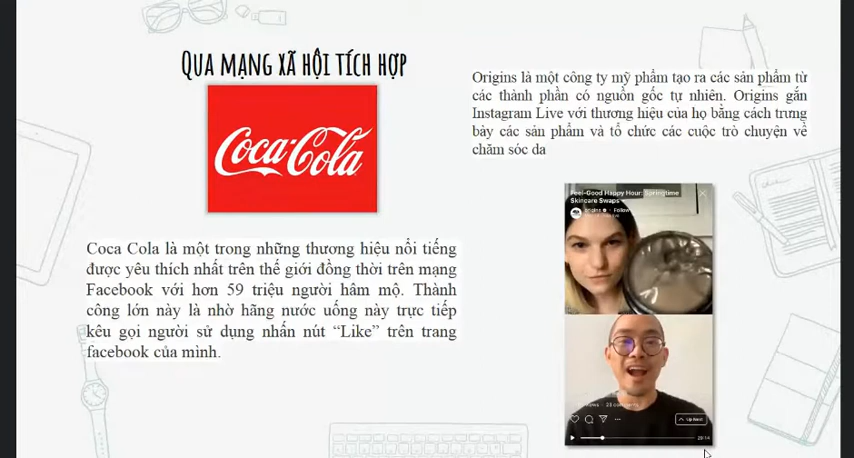 QUA MẠNG XÃ HỘI TÍCH HỢP
Coca-Cola
Coca Cola là một trong những thương hiệu nổi tiếng
được yêu thích nhất trên thế giới đồng thời trên mạng
Facebook với hơn 59 triệu người hâm mộ. Thành
công lớn này là nhờ hãng nước uống này trực tiếp
kêu gọi người sử dụng nhấn nút “Like” trên trang
facebook của mình.
Origins là một công ty mỹ phẩm tạo ra các sản phẩm từ
các thành phần có nguồn gốc tự nhiên. Origins gắn
Instagram Live với thương hiệu của họ bằng cách trưng
bày các sản phẩm và tổ chức các cuộc trò chuyện về
chăm sóc da
Feel-Good Happy Hour: Springtime
Skincare Swaps
origins
Follow
Up Next